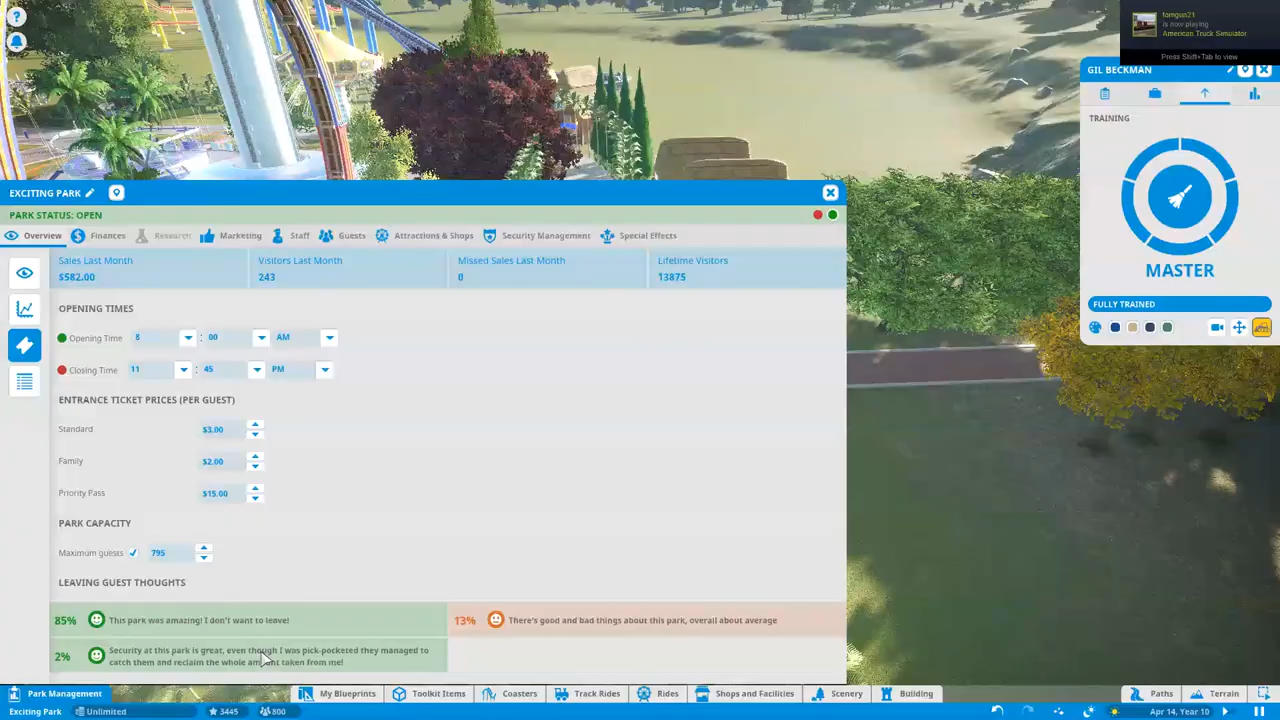 tomgun21
is now playing
American Truck Simulator
Press Shift+Tab to view
GIL BECKMAN
TRAINING
MASTER
FULLY TRAINED
EXCITING PARK
PARK STATUS: OPEN
Overview Finances Research Marketing Staff Guests Attractions & Shops Security Management Special Effects
Sales Last Month Visitors Last Month Missed Sales Last Month Lifetime Visitors
$582.00 243 0 13875
OPENING TIMES
Opening Time 8 : 00 AM
Closing Time 11 : 45 PM
ENTRANCE TICKET PRICES (PER GUEST)
Standard $3.00
Family $2.00
Priority Pass $15.00
PARK CAPACITY
Maximum guests 795
LEAVING GUEST THOUGHTS
85% This park was amazing! I don't want to leave! 13% There's good and bad things about this park, overall about average
2% Security at this park is great, even though I was pick-pocketed they managed to
catch them and reclaim the whole amount taken from me!
Park Management My Blueprints Toolkit Items Coasters Track Rides Rides Shops and Facilities Scenery Building Paths Terrain
Exciting Park Unlimited 3445 800 Apr 14, Year 10